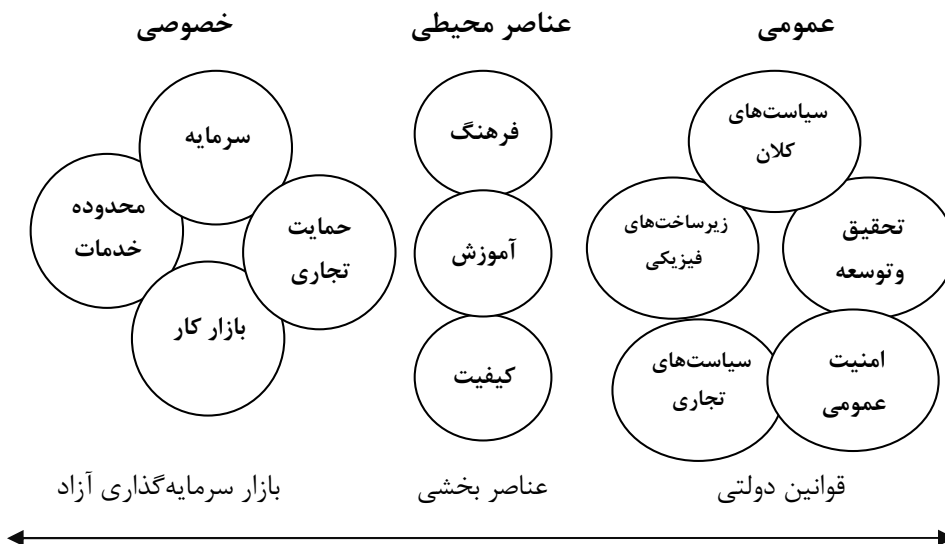 عمومی
عناصر محیطی
خصوصی
سیاست‌های
کلان
زیرساخت‌های
فیزیکی
تحقیق
وتوسعه
سیاست‌های
تجاری
امنیت
عمومی
فرهنگ
آموزش
کیفیت
سرمایه
حمایت
تجاری
محدوده
خدمات
بازار کار
قوانین دولتی
عناصر بخشی
بازار سرمایه‌گذاری آزاد